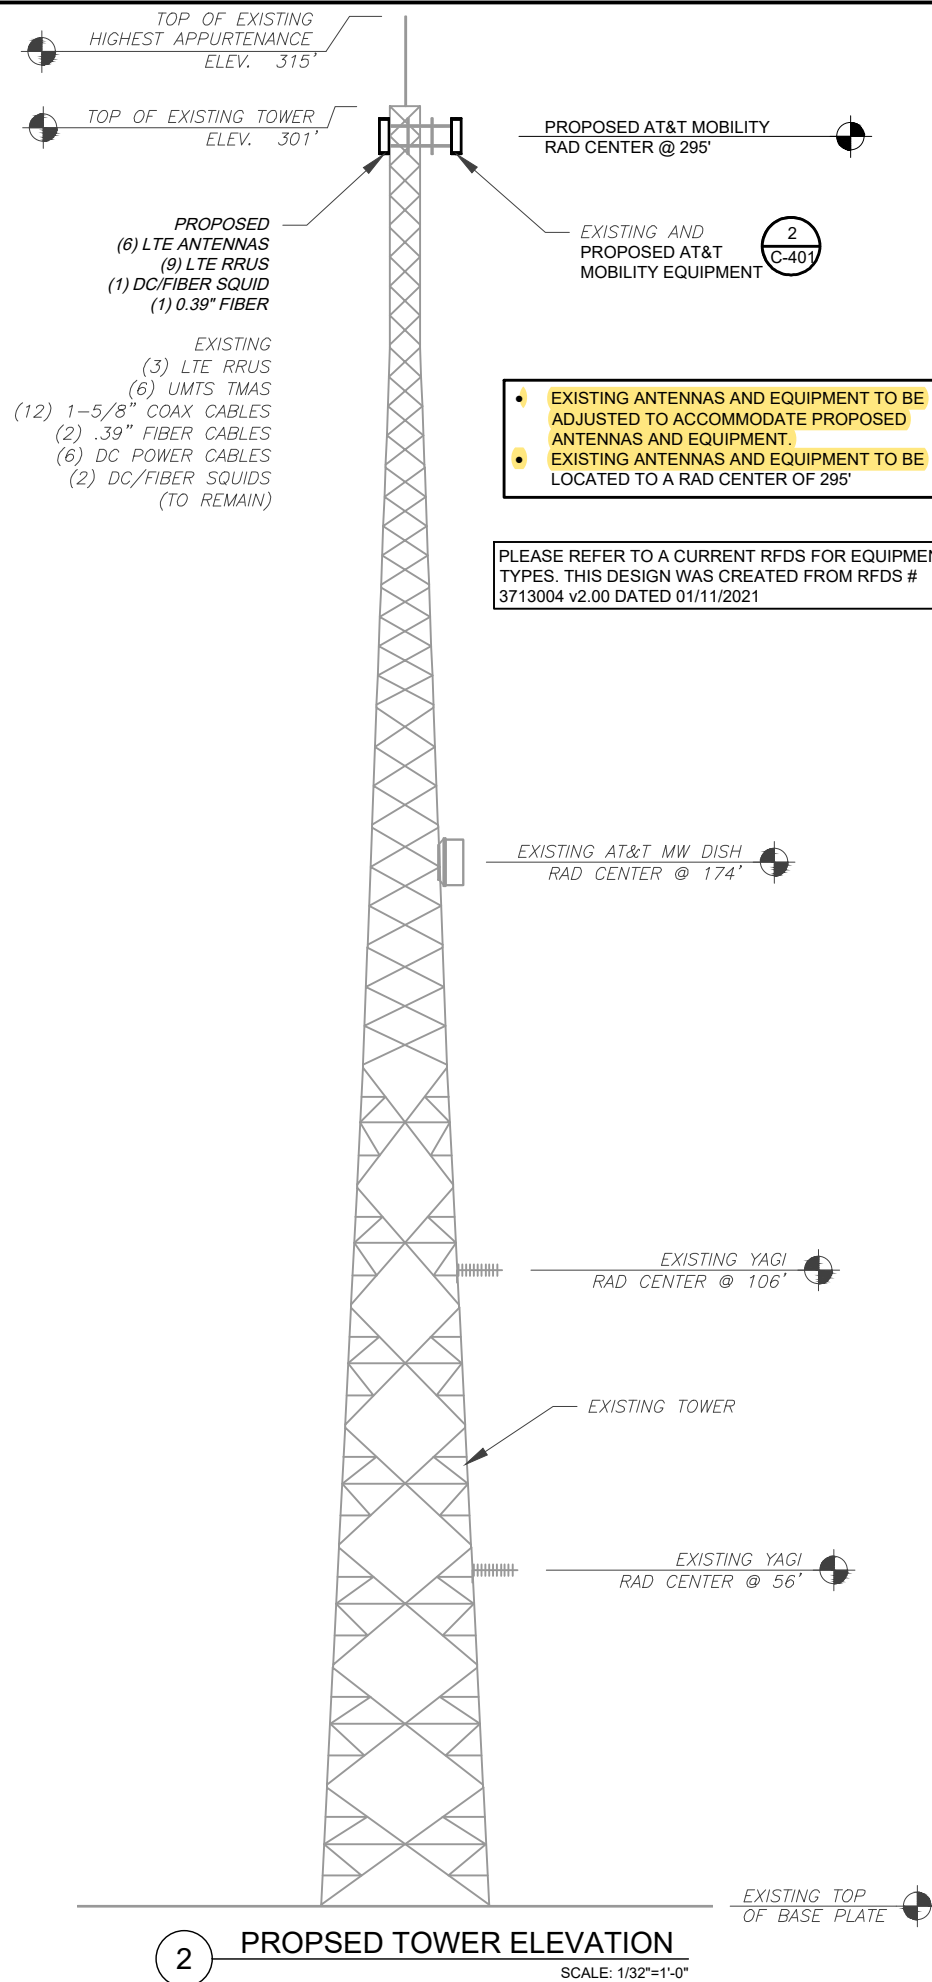 TOP OF EXISTING
HIGHEST APPURTENANCE
ELEV. 315'
TOP OF EXISTING TOWER
ELEV. 301'
PROPOSED AT&T MOBILITY
RAD CENTER @ 295'
PROPOSED
(6) LTE ANTENNAS
(9) LTE RRUS
(1) DC/FIBER SQUID
(1) 0.39" FIBER
EXISTING AND
PROPOSED AT&T
MOBILITY EQUIPMENT
2
C-401
EXISTING
(3) LTE RRUS
(6) UMTS TMAS
(12) 1-5/8" COAX CABLES
(2) .39" FIBER CABLES
(6) DC POWER CABLES
(2) DC/FIBER SQUIDS
(TO REMAIN)
• EXISTING ANTENNAS AND EQUIPMENT TO BE
ADJUSTED TO ACCOMMODATE PROPOSED
ANTENNAS AND EQUIPMENT.
• EXISTING ANTENNAS AND EQUIPMENT TO BE
LOCATED TO A RAD CENTER OF 295'
PLEASE REFER TO A CURRENT RFDS FOR EQUIPMEN
TYPES. THIS DESIGN WAS CREATED FROM RFDS #
3713004 v2.00 DATED 01/11/2021
EXISTING AT&T MW DISH
RAD CENTER @ 174'
EXISTING YAGI
RAD CENTER @ 106'
EXISTING TOWER
EXISTING YAGI
RAD CENTER @ 56'
EXISTING TOP
OF BASE PLATE
2
PROPSED TOWER ELEVATION
SCALE: 1/32"=1'-0"